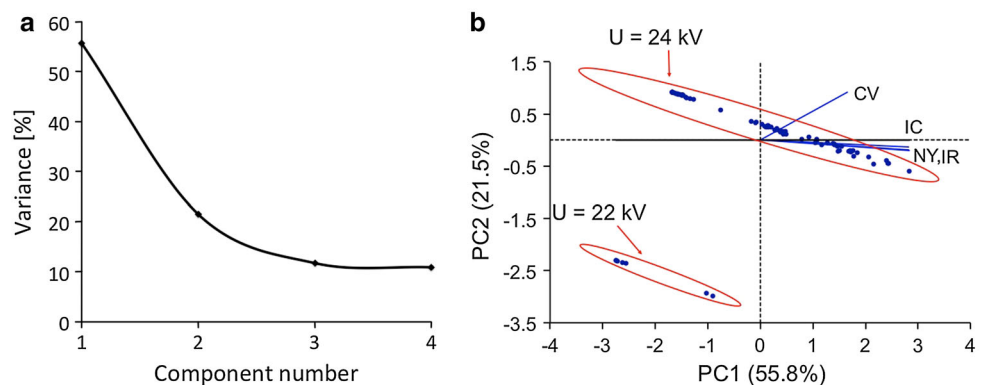 a
60
50
40
30
20
10
0
Variance [%]
1 2 3 4
Component number
b
U = 24 kV
1.5
0.5
-0.5
-1.5
-2.5
-3.5
PC2 (21.5%)
CV
IC
NY,IR
U = 22 kV
-4 -3 -2 -1 0 1 2 3 4
PC1 (55.8%)